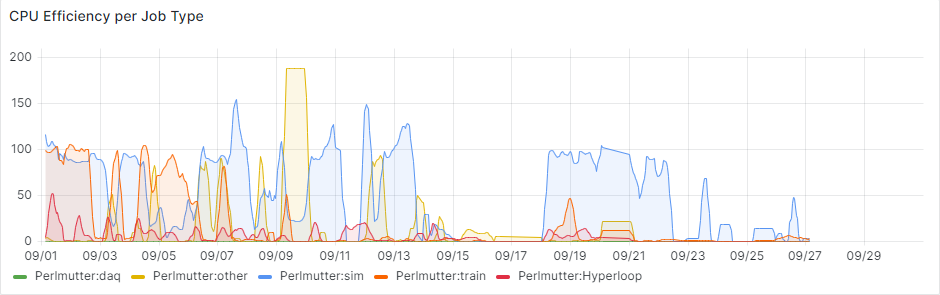 CPU Efficiency per Job Type
200
150
100
50
0
09/01 09/03 09/05 09/07 09/09 09/11 09/13 09/15 09/17 09/19 09/21 09/23 09/25 09/27 09/29
Perlmutter:daq Perlmutter:other Perlmutter:sim Perlmutter:train Perlmutter:Hyperloop